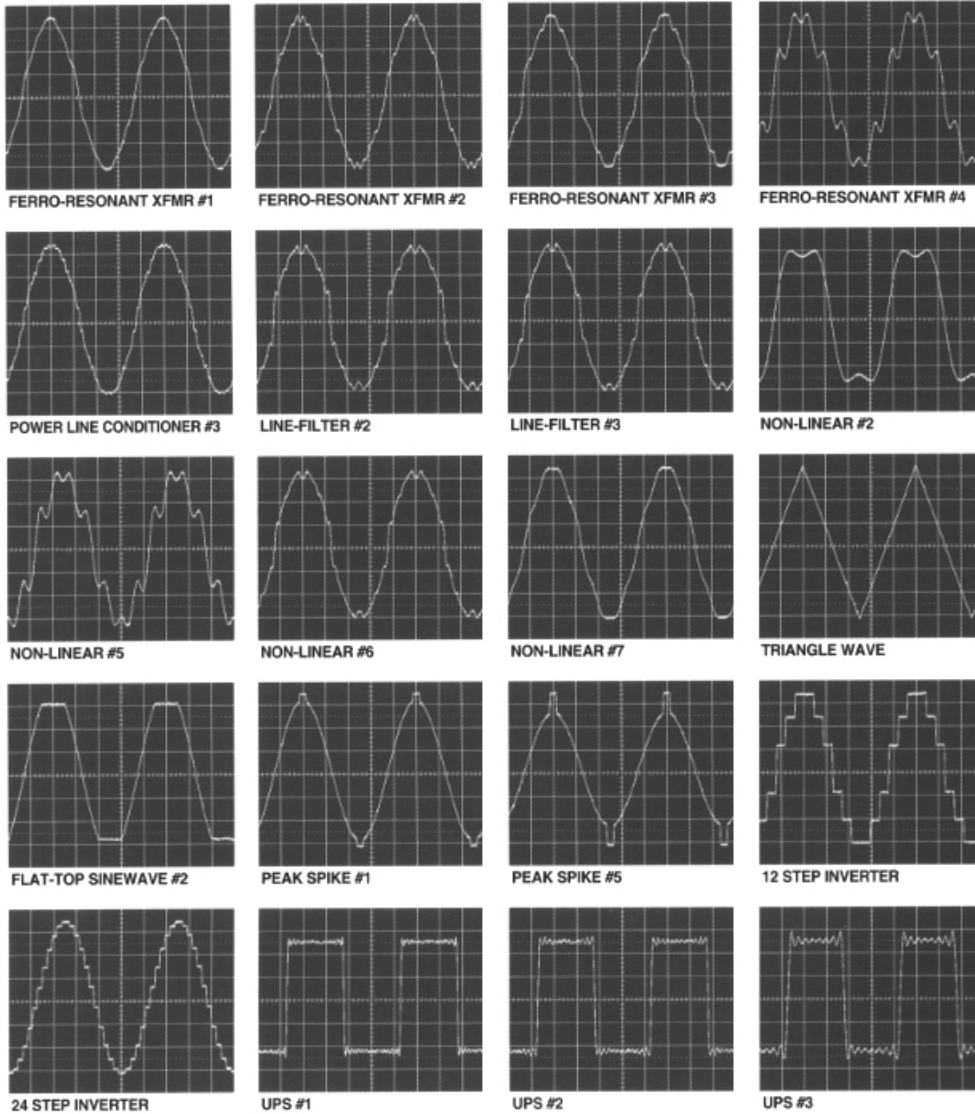 FERRO-RESONANT XFMR #1
FERRO-RESONANT XFMR #2
FERRO-RESONANT XFMR #3
FERRO-RESONANT XFMR #4
POWER LINE CONDITIONER #3
LINE-FILTER #2
LINE-FILTER #3
NON-LINEAR #2
NON-LINEAR #5
NON-LINEAR #6
NON-LINEAR #7
TRIANGLE WAVE
FLAT-TOP SINEWAVE #2
PEAK SPIKE #1
PEAK SPIKE #5
12 STEP INVERTER
24 STEP INVERTER
UPS #1
UPS #2
UPS #3